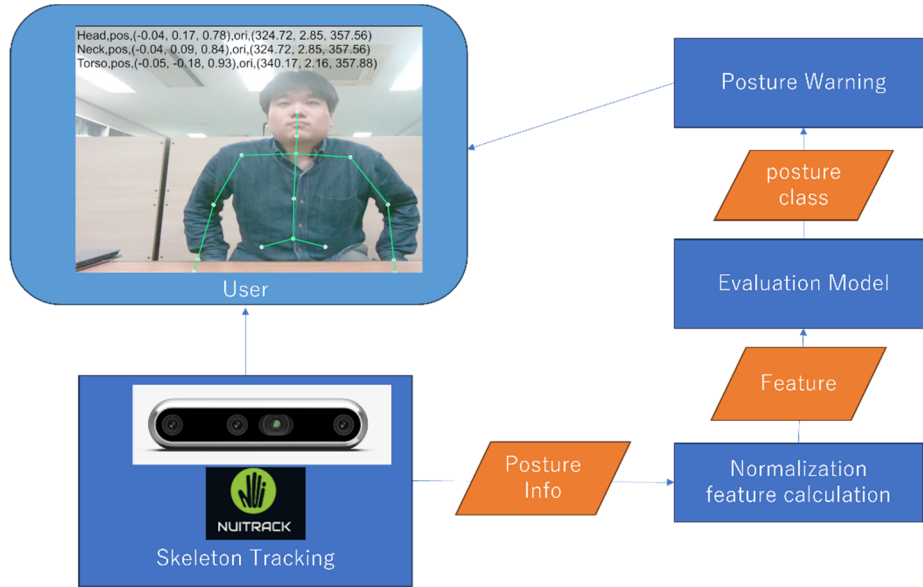 Head,pos,(-0.04, 0.17, 0.78),ori,(324.72, 2.85, 357.56)
Neck,pos,(-0.04, 0.09, 0.84),ori,(324.72, 2.85, 357.56)
Torso,pos,(-0.05, -0.18, 0.93),ori,(340.17, 2.16, 357.88)
User
Posture Warning
posture
class
Evaluation Model
Feature
Normalization
feature calculation
Posture
Info
NUITRACK
Skeleton Tracking